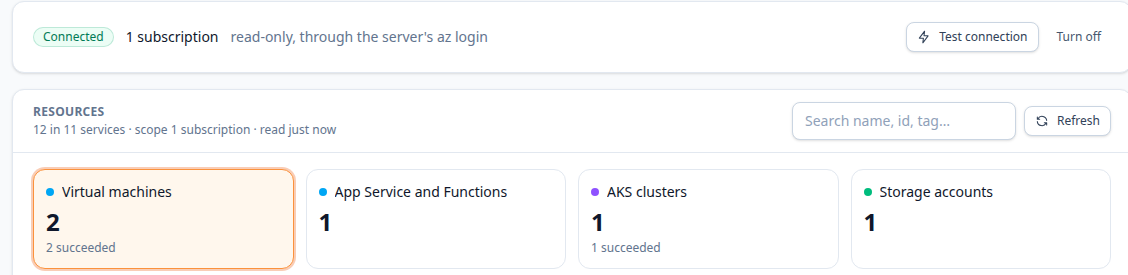 Connected 1 subscription read-only, through the server's az login Test connection Turn off
RESOURCES
12 in 11 services · scope 1 subscription · read just now
Search name, id, tag...
Refresh
Virtual machines
2
2 succeeded
App Service and Functions
1
AKS clusters
1
1 succeeded
Storage accounts
1